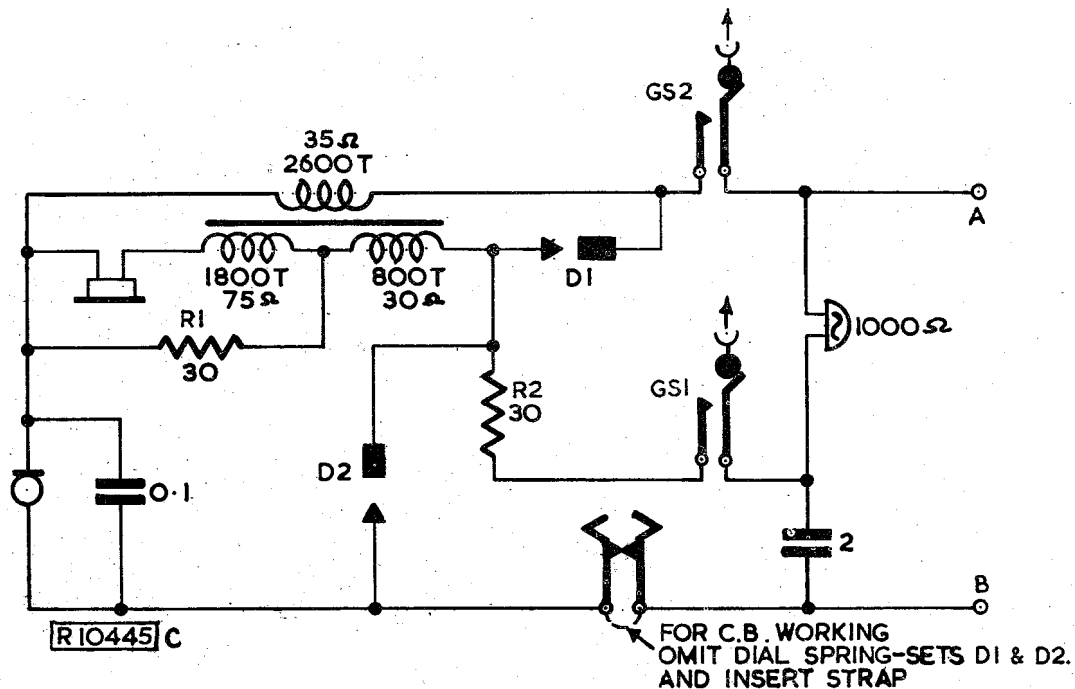 GS2
35Ω
2600T
A
D1
1800T
75Ω
800T
30Ω
1000Ω
R1
30
R2
30
GS1
D2
0·1
2
B
R10445 C
FOR C.B. WORKING
OMIT DIAL SPRING-SETS D1 & D2.
AND INSERT STRAP